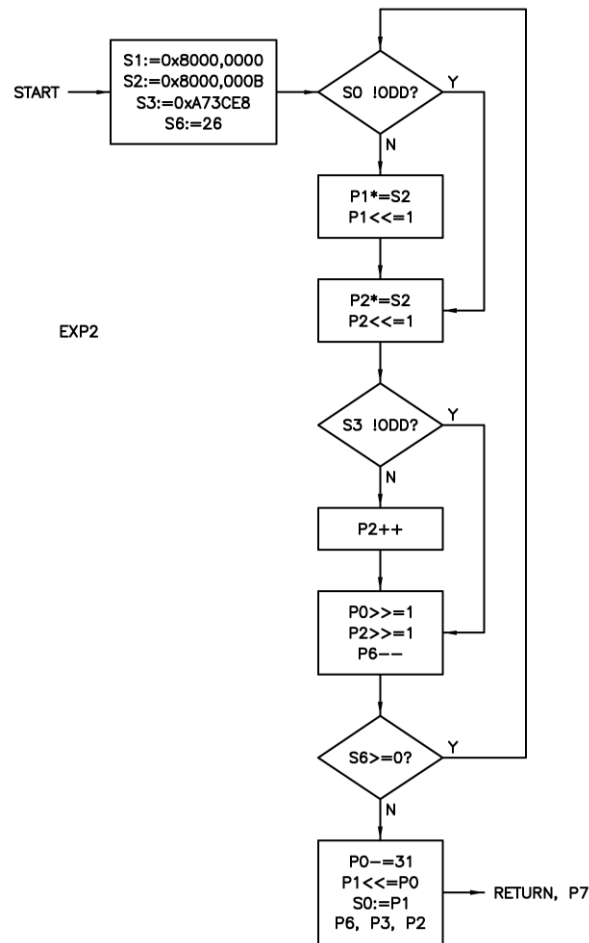 START
S1:=0x8000,0000
S2:=0x8000,000B
S3:=0xA73CE8
S6:=26
S0 !ODD?
Y
N
P1*=S2
P1<<=1
P2*=S2
P2<<=1
EXP2
S3 !ODD?
Y
N
P2++
P0>>=1
P2>>=1
P6--
S6>=0?
Y
N
P0-=31
P1<<=P0
S0:=P1
P6, P3, P2
RETURN, P7